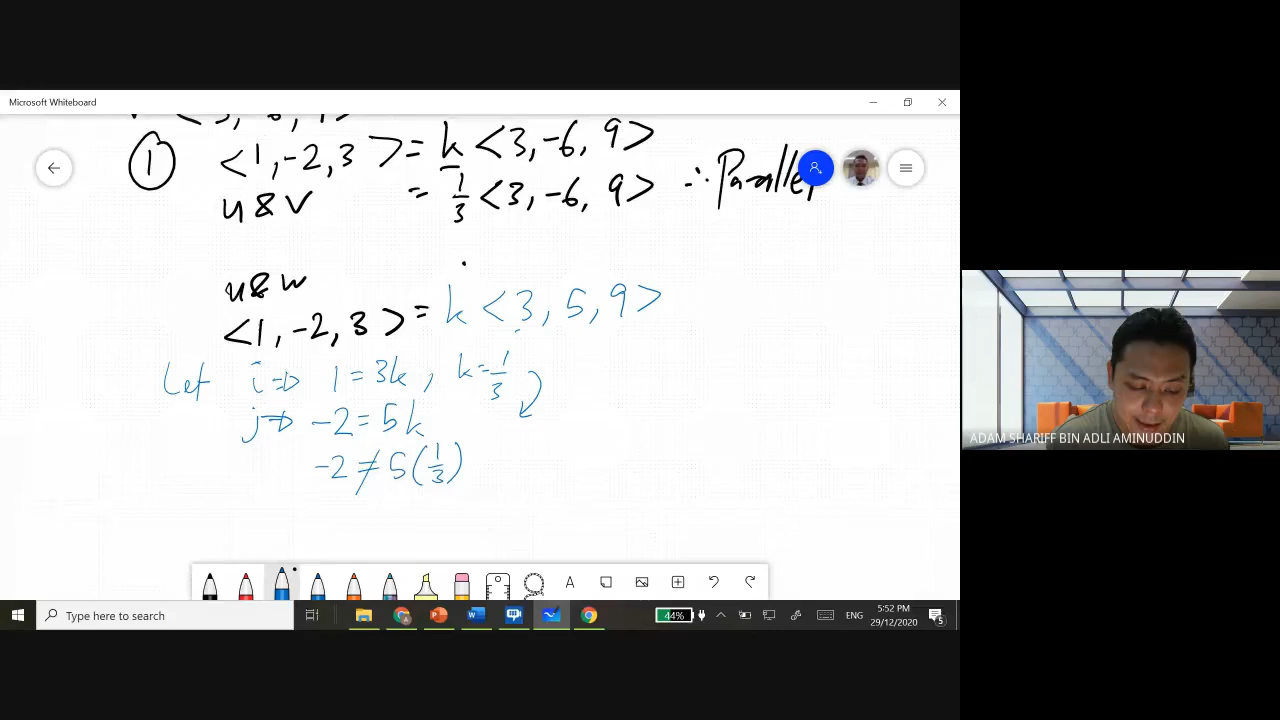 Microsoft Whiteboard
① <1, -2, 3> = k <3, -6, 9>
u & v = 1/3 <3, -6, 9> ∴ Parallel
u & w
<1, -2, 3> = k <3, 5, 9>
Let i ⇒ 1 = 3k, k = 1/3
j ⇒ -2 = 5k
-2 ≠ 5(1/3)
ADAM SHARIFF BIN ADLI AMINUDDIN
A
Type here to search
44%
ENG
5:52 PM
29/12/2020
5